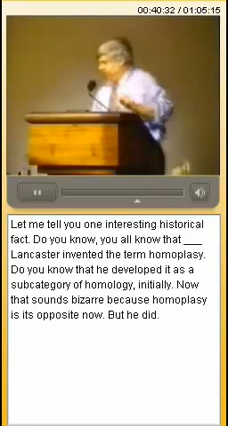 00:40:32 / 01:05:15
Let me tell you one interesting historical
fact. Do you know, you all know that ___
Lancaster invented the term homoplasy.
Do you know that he developed it as a
subcategory of homology, initially. Now
that sounds bizarre because homoplasy
is its opposite now. But he did.